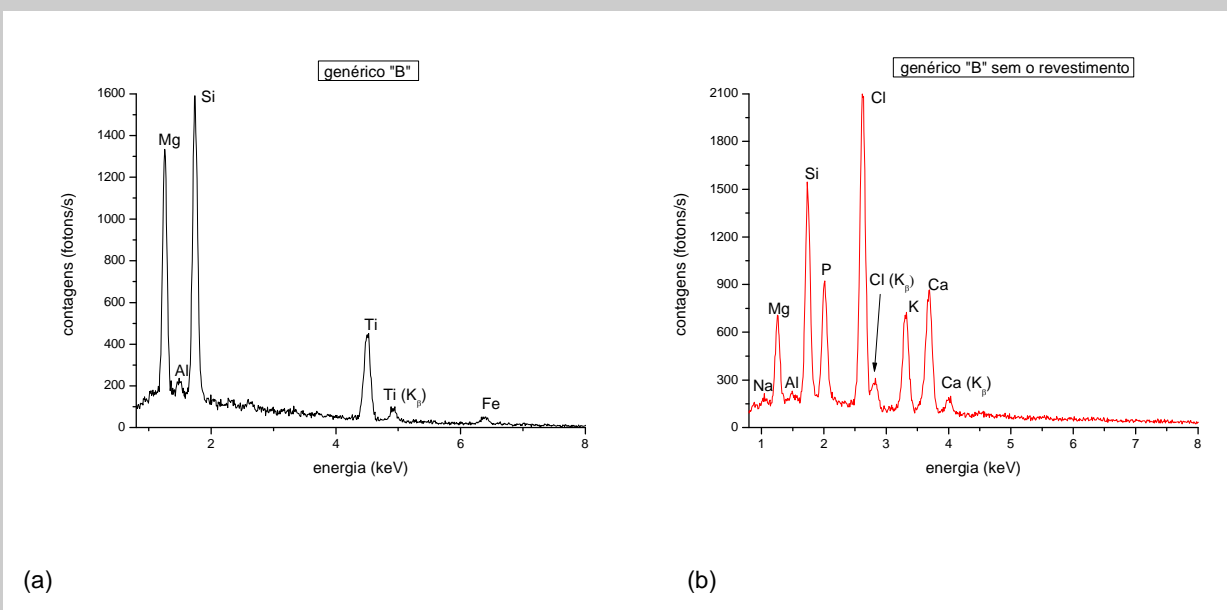 genérico "B"
1600
1400
1200
1000
800
600
400
200
0
contagens (fotons/s)
Mg
Al
Si
Ti
Ti (Kβ)
Fe
2
4
6
8
energia (keV)
(a)
genérico "B" sem o revestimento
2100
1800
1500
1200
900
600
300
0
contagens (fotons/s)
Na
Mg
Al
Si
P
Cl
Cl (Kβ)
K
Ca
Ca (Kβ)
1
2
3
4
5
6
7
8
energia (keV)
(b)